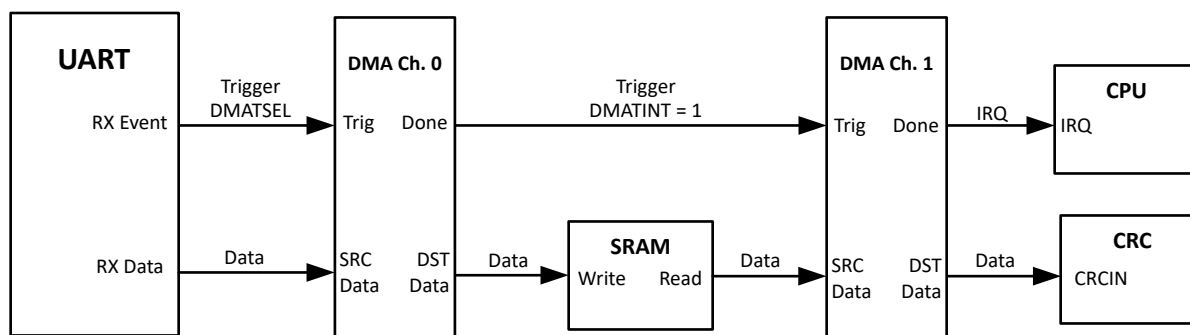 UART
DMA Ch. 0
DMA Ch. 1
CPU
Trigger
DMATSEL
Trigger
DMATINT = 1
IRQ
RX Event
Trig Done
Trig Done
IRQ
SRAM
CRC
RX Data
Data
SRC DST
Data Data
Data
Write Read
Data
SRC DST
Data Data
Data
CRCIN